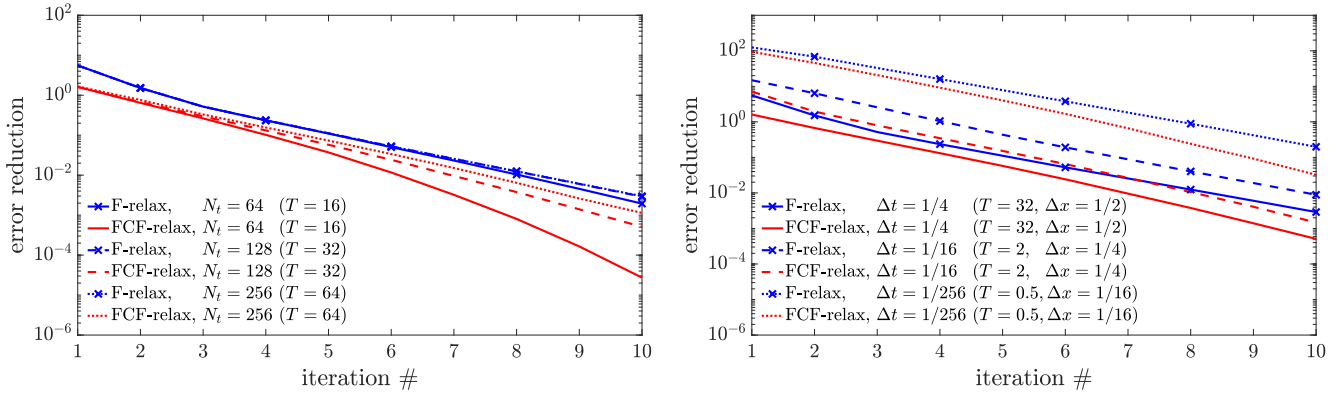 10^2
10^0
10^-2
10^-4
10^-6
error reduction
F-relax, N_t = 64 (T = 16)
FCF-relax, N_t = 64 (T = 16)
F-relax, N_t = 128 (T = 32)
FCF-relax, N_t = 128 (T = 32)
F-relax, N_t = 256 (T = 64)
FCF-relax, N_t = 256 (T = 64)
1 2 3 4 5 6 7 8 9 10
iteration #
10^2
10^0
10^-2
10^-4
10^-6
error reduction
F-relax, Δt = 1/4 (T = 32, Δx = 1/2)
FCF-relax, Δt = 1/4 (T = 32, Δx = 1/2)
F-relax, Δt = 1/16 (T = 2, Δx = 1/4)
FCF-relax, Δt = 1/16 (T = 2, Δx = 1/4)
F-relax, Δt = 1/256 (T = 0.5, Δx = 1/16)
FCF-relax, Δt = 1/256 (T = 0.5, Δx = 1/16)
1 2 3 4 5 6 7 8 9 10
iteration #